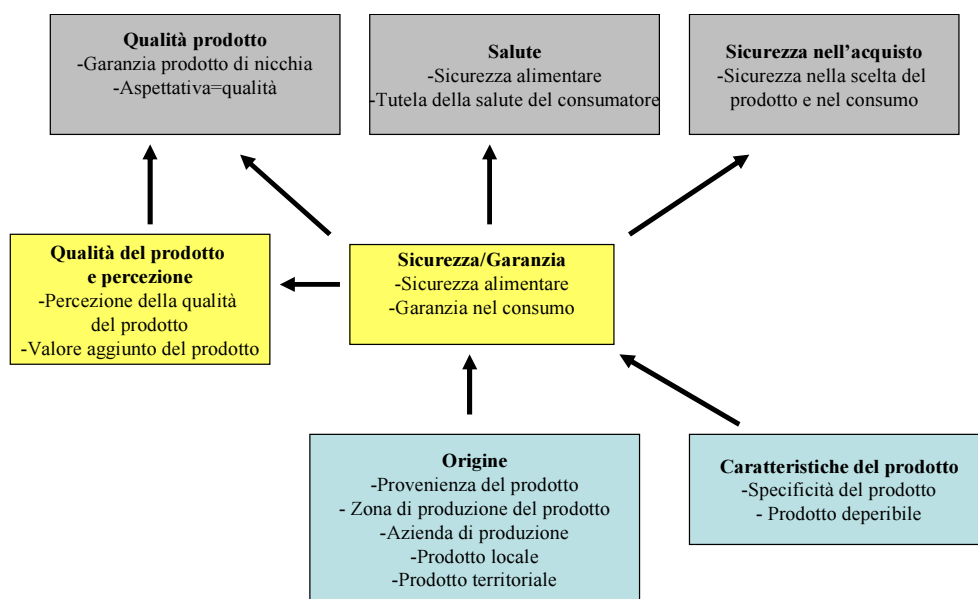 Qualità prodotto
-Garanzia prodotto di nicchia
-Aspettativa=qualità
Salute
-Sicurezza alimentare
-Tutela della salute del consumatore
Sicurezza nell’acquisto
-Sicurezza nella scelta del
prodotto e nel consumo
Qualità del prodotto
e percezione
-Percezione della qualità
del prodotto
-Valore aggiunto del prodotto
Sicurezza/Garanzia
-Sicurezza alimentare
-Garanzia nel consumo
Origine
-Provenienza del prodotto
- Zona di produzione del prodotto
-Azienda di produzione
-Prodotto locale
-Prodotto territoriale
Caratteristiche del prodotto
-Specificità del prodotto
- Prodotto deperibile